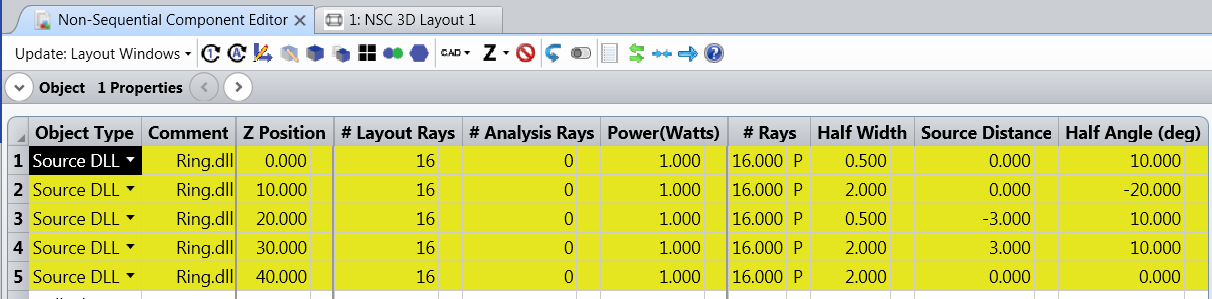 Non-Sequential Component Editor 1: NSC 3D Layout 1
Update: Layout Windows CAD Z
Object 1 Properties
Object Type Comment Z Position # Layout Rays # Analysis Rays Power(Watts) # Rays Half Width Source Distance Half Angle (deg)
1 Source DLL Ring.dll 0.000 16 0 1.000 16.000 P 0.500 0.000 10.000
2 Source DLL Ring.dll 10.000 16 0 1.000 16.000 P 2.000 0.000 -20.000
3 Source DLL Ring.dll 20.000 16 0 1.000 16.000 P 0.500 -3.000 10.000
4 Source DLL Ring.dll 30.000 16 0 1.000 16.000 P 2.000 3.000 10.000
5 Source DLL Ring.dll 40.000 16 0 1.000 16.000 P 2.000 0.000 0.000